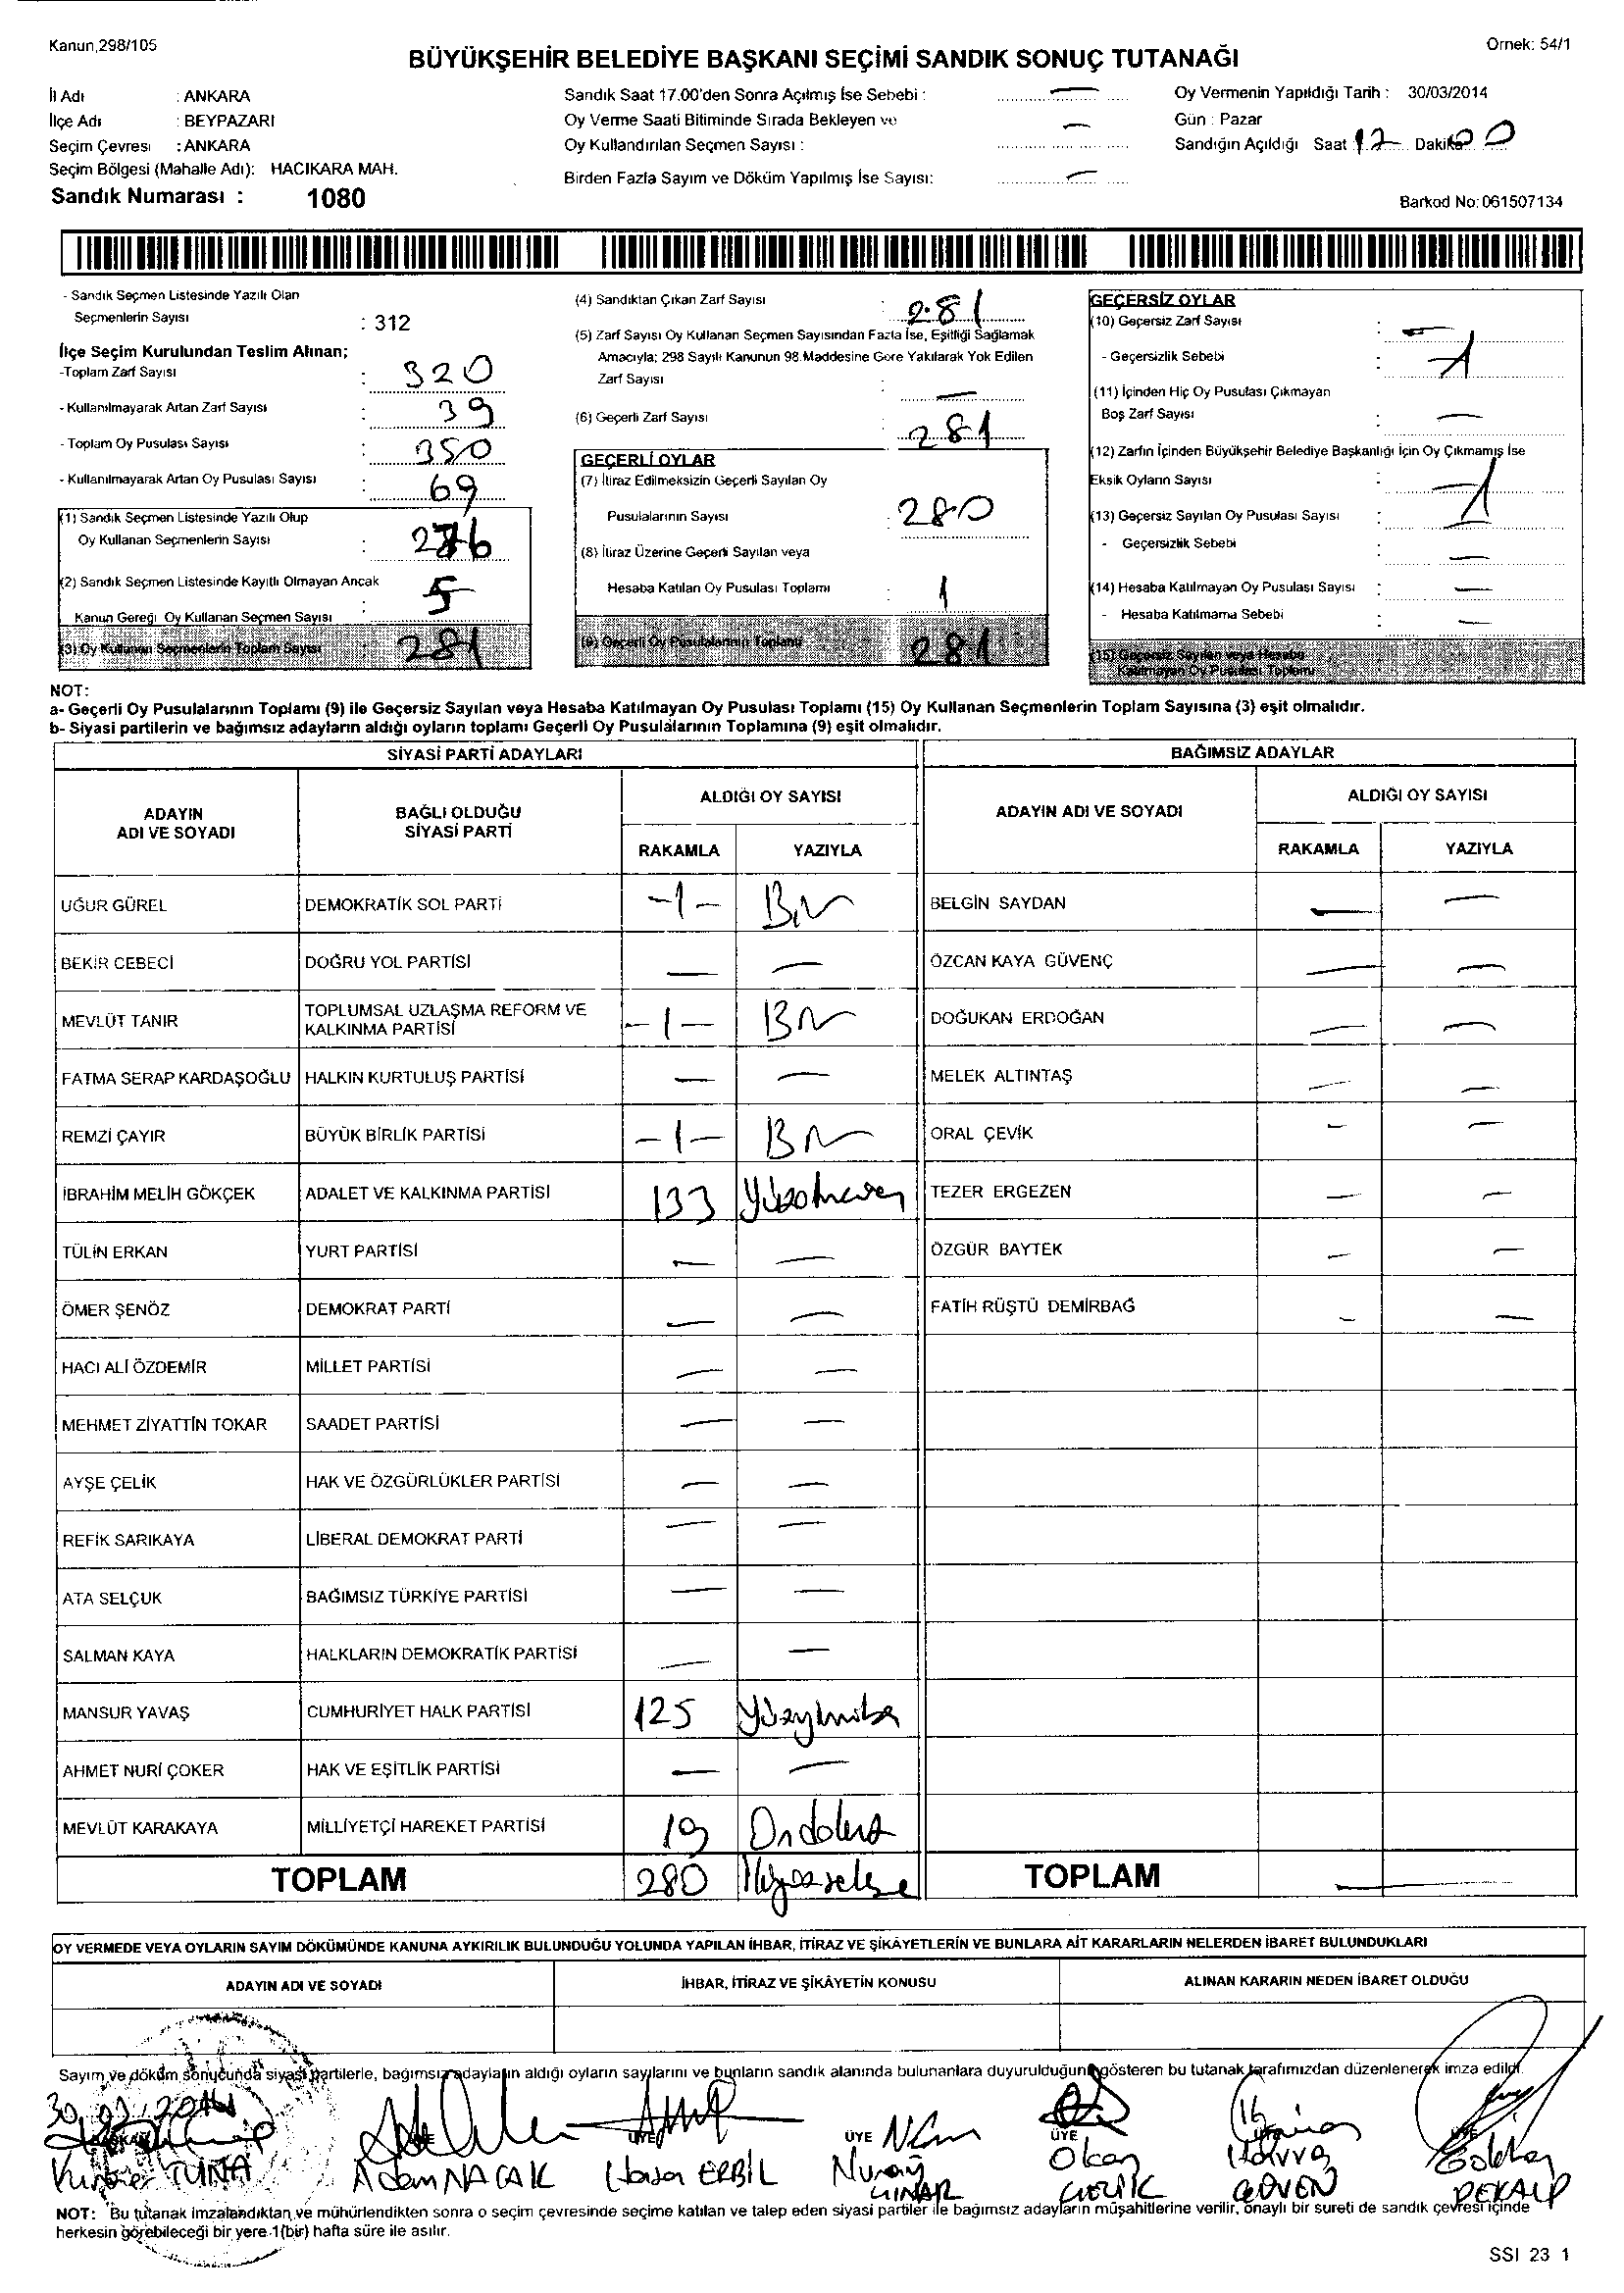 Kanun,298/105
Örnek: 54/1
BÜYÜKŞEHİR BELEDİYE BAŞKANI SEÇİMİ SANDIK SONUÇ TUTANAĞI
İl Adı : ANKARA
İlçe Adı : BEYPAZARI
Seçim Çevresi : ANKARA
Seçim Bölgesi (Mahalle Adı): HACIKARA MAH.
Sandık Numarası : 1080
Sandık Saat 17.00'den Sonra Açılmış İse Sebebi : —
Oy Verme Saati Bitiminde Sırada Bekleyen ve
Oy Kullandırılan Seçmen Sayısı : —
Birden Fazla Sayım ve Döküm Yapılmış İse Sayısı: —
Oy Vermenin Yapıldığı Tarih : 30/03/2014
Gün : Pazar
Sandığın Açıldığı Saat 17 Dakika 00
Barkod No: 061507134
- Sandık Seçmen Listesinde Yazılı Olan
Seçmenlerin Sayısı : 312
İlçe Seçim Kurulundan Teslim Alınan;
-Toplam Zarf Sayısı : 320
- Kullanılmayarak Artan Zarf Sayısı : 39
- Toplam Oy Pusulası Sayısı : 350
- Kullanılmayarak Artan Oy Pusulası Sayısı : 69
(1) Sandık Seçmen Listesinde Yazılı Olup
Oy Kullanan Seçmenlerin Sayısı : 276
(2) Sandık Seçmen Listesinde Kayıtlı Olmayan Ancak
Kanun Gereği Oy Kullanan Seçmen Sayısı : 5
(3) Oy Kullanan Seçmenlerin Toplam Sayısı 281
(4) Sandıktan Çıkan Zarf Sayısı : 281
(5) Zarf Sayısı Oy Kullanan Seçmen Sayısından Fazla İse, Eşitliği Sağlamak
Amacıyla; 298 Sayılı Kanunun 98.Maddesine Göre Yakılarak Yok Edilen
Zarf Sayısı : —
(6) Geçerli Zarf Sayısı : 281
GEÇERLİ OYLAR
(7) İtiraz Edilmeksizin Geçerli Sayılan Oy
Pusulalarının Sayısı : 280
(8) İtiraz Üzerine Geçerli Sayılan veya
Hesaba Katılan Oy Pusulası Toplamı : 1
(9) Geçerli Oy Pusulalarının Toplamı 281
GEÇERSİZ OYLAR
(10) Geçersiz Zarf Sayısı : —
- Geçersizlik Sebebi :
(11) İçinden Hiç Oy Pusulası Çıkmayan
Boş Zarf Sayısı : —
(12) Zarfın İçinden Büyükşehir Belediye Başkanlığı İçin Oy Çıkmamış İse
Eksik Oyların Sayısı :
(13) Geçersiz Sayılan Oy Pusulası Sayısı :
- Geçersizlik Sebebi : —
(14) Hesaba Katılmayan Oy Pusulası Sayısı : —
- Hesaba Katılmama Sebebi : —
(15) Geçersiz Sayılan veya Hesaba
Katılmayan Oy Pusulası Toplamı
NOT:
a- Geçerli Oy Pusulalarının Toplamı (9) ile Geçersiz Sayılan veya Hesaba Katılmayan Oy Pusulası Toplamı (15) Oy Kullanan Seçmenlerin Toplam Sayısına (3) eşit olmalıdır.
b- Siyasi partilerin ve bağımsız adayların aldığı oyların toplamı Geçerli Oy Pusulalarının Toplamına (9) eşit olmalıdır.
SİYASİ PARTİ ADAYLARI
BAĞIMSIZ ADAYLAR
ADAYIN ADI VE SOYADI
BAĞLI OLDUĞU SİYASİ PARTİ
ALDIĞI OY SAYISI
ADAYIN ADI VE SOYADI
ALDIĞI OY SAYISI
RAKAMLA YAZIYLA RAKAMLA YAZIYLA
UĞUR GÜREL DEMOKRATİK SOL PARTİ -1- Bir BELGİN SAYDAN — —
BEKİR CEBECİ DOĞRU YOL PARTİSİ — — ÖZCAN KAYA GÜVENÇ — —
MEVLÜT TANIR TOPLUMSAL UZLAŞMA REFORM VE KALKINMA PARTİSİ -1- Bir DOĞUKAN ERDOĞAN — —
FATMA SERAP KARDAŞOĞLU HALKIN KURTULUŞ PARTİSİ — — MELEK ALTINTAŞ — —
REMZİ ÇAYIR BÜYÜK BİRLİK PARTİSİ -1- Bir ORAL ÇEVİK — —
İBRAHİM MELİH GÖKÇEK ADALET VE KALKINMA PARTİSİ 133 TEZER ERGEZEN — —
TÜLİN ERKAN YURT PARTİSİ — — ÖZGÜR BAYTEK — —
ÖMER ŞENÖZ DEMOKRAT PARTİ — — FATİH RÜŞTÜ DEMİRBAĞ — —
HACI ALİ ÖZDEMİR MİLLET PARTİSİ — —
MEHMET ZİYATTİN TOKAR SAADET PARTİSİ — —
AYŞE ÇELİK HAK VE ÖZGÜRLÜKLER PARTİSİ — —
REFİK SARIKAYA LİBERAL DEMOKRAT PARTİ — —
ATA SELÇUK BAĞIMSIZ TÜRKİYE PARTİSİ — —
SALMAN KAYA HALKLARIN DEMOKRATİK PARTİSİ — —
MANSUR YAVAŞ CUMHURİYET HALK PARTİSİ 125
AHMET NURİ ÇOKER HAK VE EŞİTLİK PARTİSİ — —
MEVLÜT KARAKAYA MİLLİYETÇİ HAREKET PARTİSİ 19
TOPLAM 280 TOPLAM —
OY VERMEDE VEYA OYLARIN SAYIM DÖKÜMÜNDE KANUNA AYKIRILIK BULUNDUĞU YOLUNDA YAPILAN İHBAR, İTİRAZ VE ŞİKÂYETLERİN VE BUNLARA AİT KARARLARIN NELERDEN İBARET BULUNDUKLARI
ADAYIN ADI VE SOYADI İHBAR, İTİRAZ VE ŞİKÂYETİN KONUSU ALINAN KARARIN NEDEN İBARET OLDUĞU
Sayım ve döküm sonucunda siyasi partilerle, bağımsız adayların aldığı oyların sayılarını ve bunların sandık alanında bulunanlara duyurulduğunu gösteren bu tutanak tarafımızdan düzenlenerek imza edildi.
30.03.2014
ÜYE ÜYE ÜYE
TUNA Adem NACAK Hasan ERBİL Nuray ÇINAR Okan ÇELİK Havva GÜVEN Gökhan PEKALP
NOT: Bu tutanak imzalandıktan ve mühürlendikten sonra o seçim çevresinde seçime katılan ve talep eden siyasi partiler ile bağımsız adayların müşahitlerine verilir, onaylı bir sureti de sandık çevresi içinde
herkesin görebileceği bir yere 1(bir) hafta süre ile asılır.
SSI 23 1